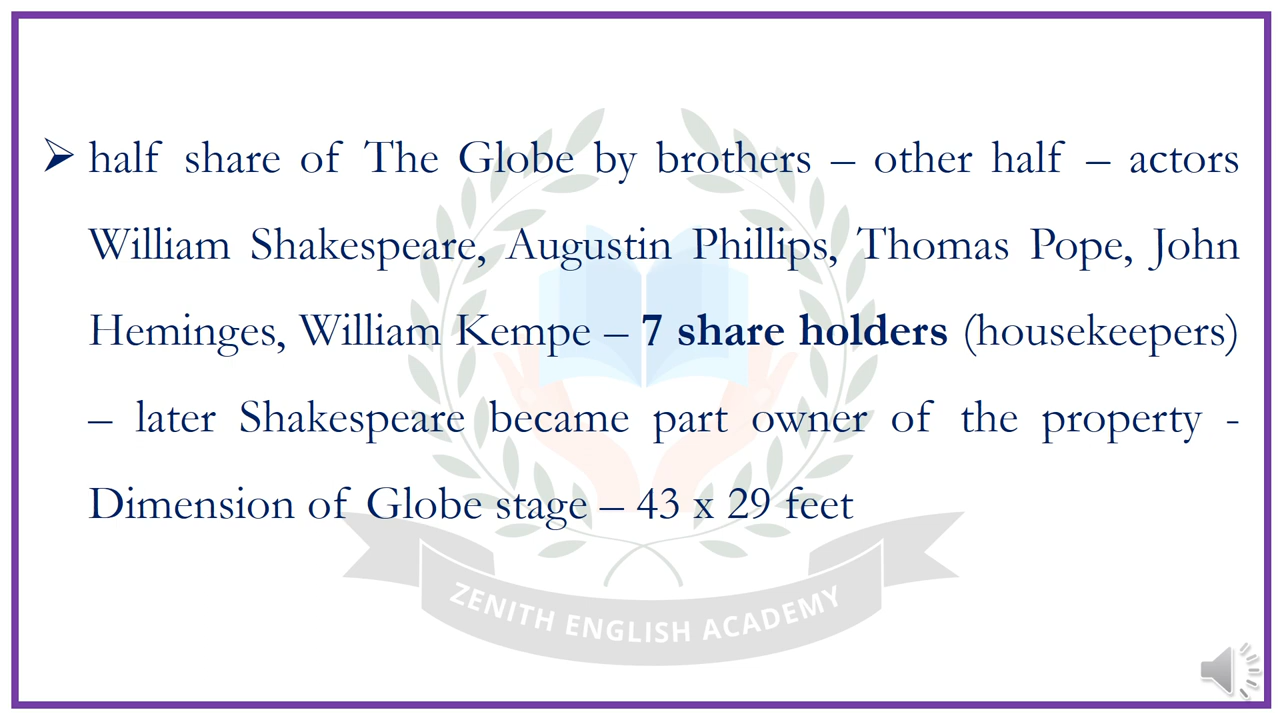 ➢ half share of The Globe by brothers – other half – actors
William Shakespeare, Augustin Phillips, Thomas Pope, John
Heminges, William Kempe – 7 share holders (housekeepers)
– later Shakespeare became part owner of the property -
Dimension of Globe stage – 43 x 29 feet
ZENITH ENGLISH ACADEMY